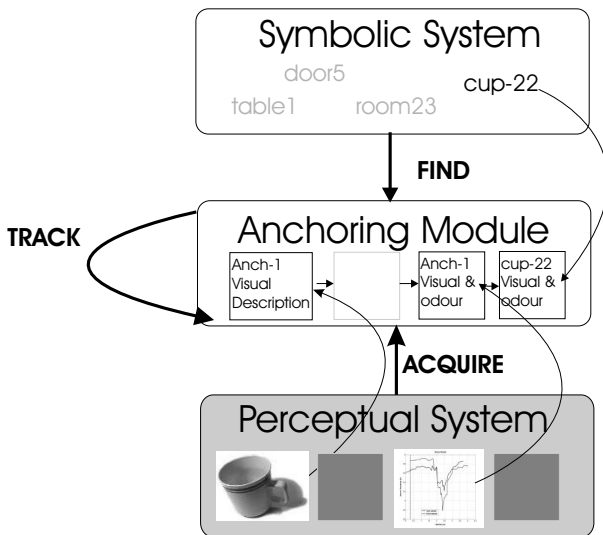 Symbolic System
door5
cup-22
table1
room23
FIND
TRACK
Anchoring Module
Anch-1
Visual
Description
Anch-1
Visual &
odour
cup-22
Visual &
odour
ACQUIRE
Perceptual System